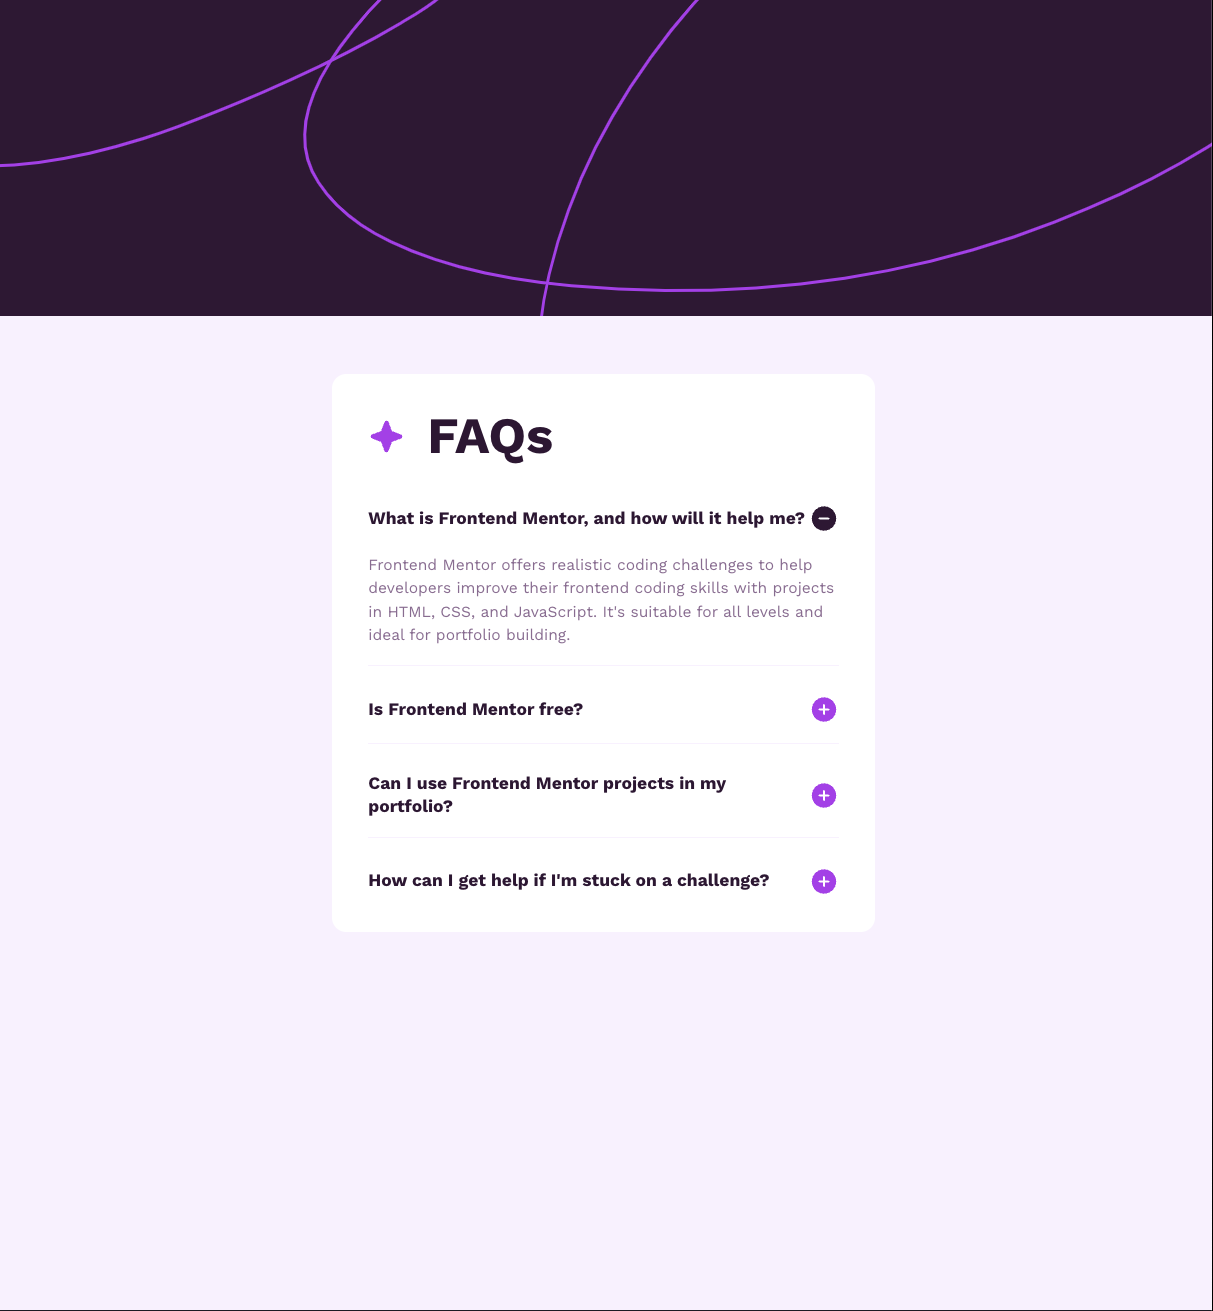 FAQs
What is Frontend Mentor, and how will it help me?
Frontend Mentor offers realistic coding challenges to help
developers improve their frontend coding skills with projects
in HTML, CSS, and JavaScript. It's suitable for all levels and
ideal for portfolio building.
Is Frontend Mentor free?
Can I use Frontend Mentor projects in my
portfolio?
How can I get help if I'm stuck on a challenge?